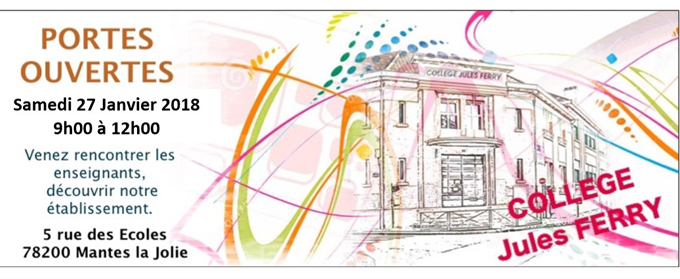 PORTES
OUVERTES
Samedi 27 Janvier 2018
9h00 à 12h00
Venez rencontrer les
enseignants,
découvrir notre
établissement.
5 rue des Ecoles
78200 Mantes la Jolie
COLLEGE JULES FERRY
COLLEGE
Jules FERRY